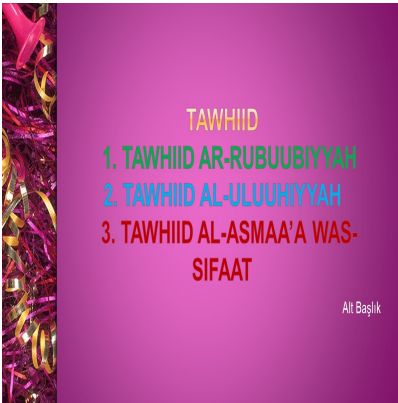 TAWHIID
1. TAWHIID AR-RUBUUBIYYAH
2. TAWHIID AL-ULUUHIYYAH
3. TAWHIID AL-ASMAA’A WAS-
SIFAAT
Alt Başlık